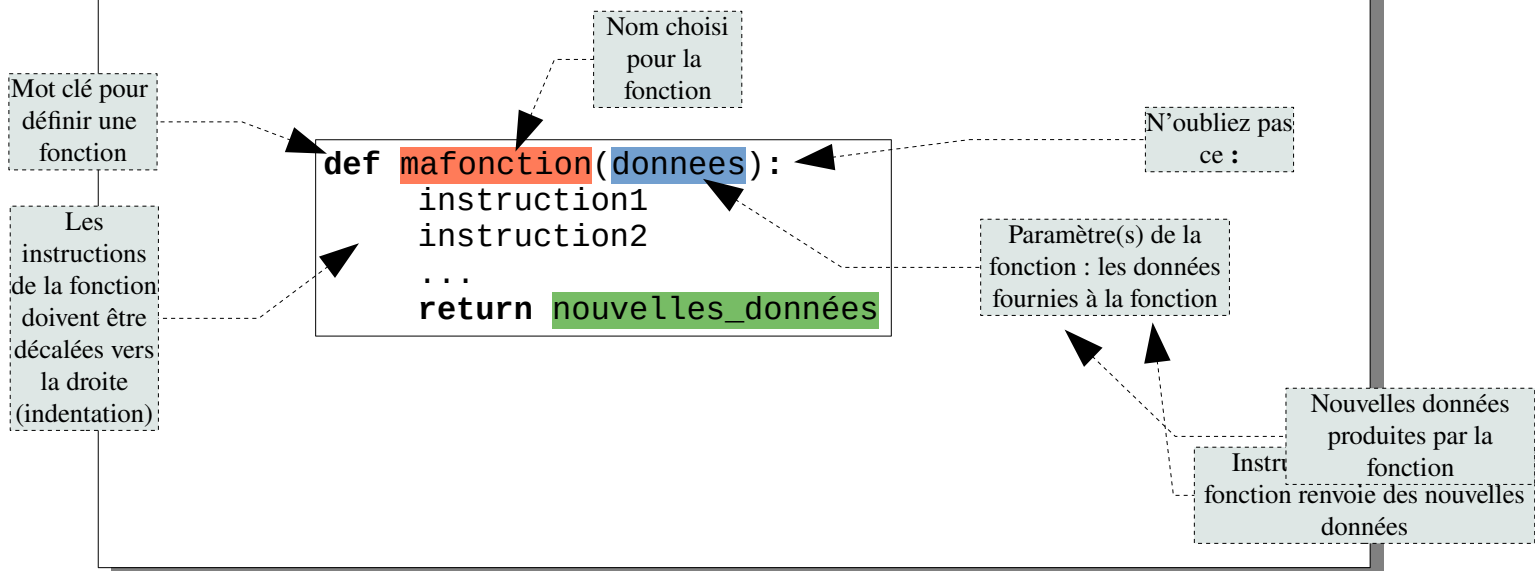 Nom choisi
pour la
fonction
Mot clé pour
définir une
fonction
N'oubliez pas
ce :
def mafonction(donnees):
instruction1
instruction2
...
return nouvelles_données
Les
instructions
de la fonction
doivent être
décalées vers
la droite
(indentation)
Paramètre(s) de la
fonction : les données
fournies à la fonction
Nouvelles données
produites par la
fonction
fonction renvoie des nouvelles
données